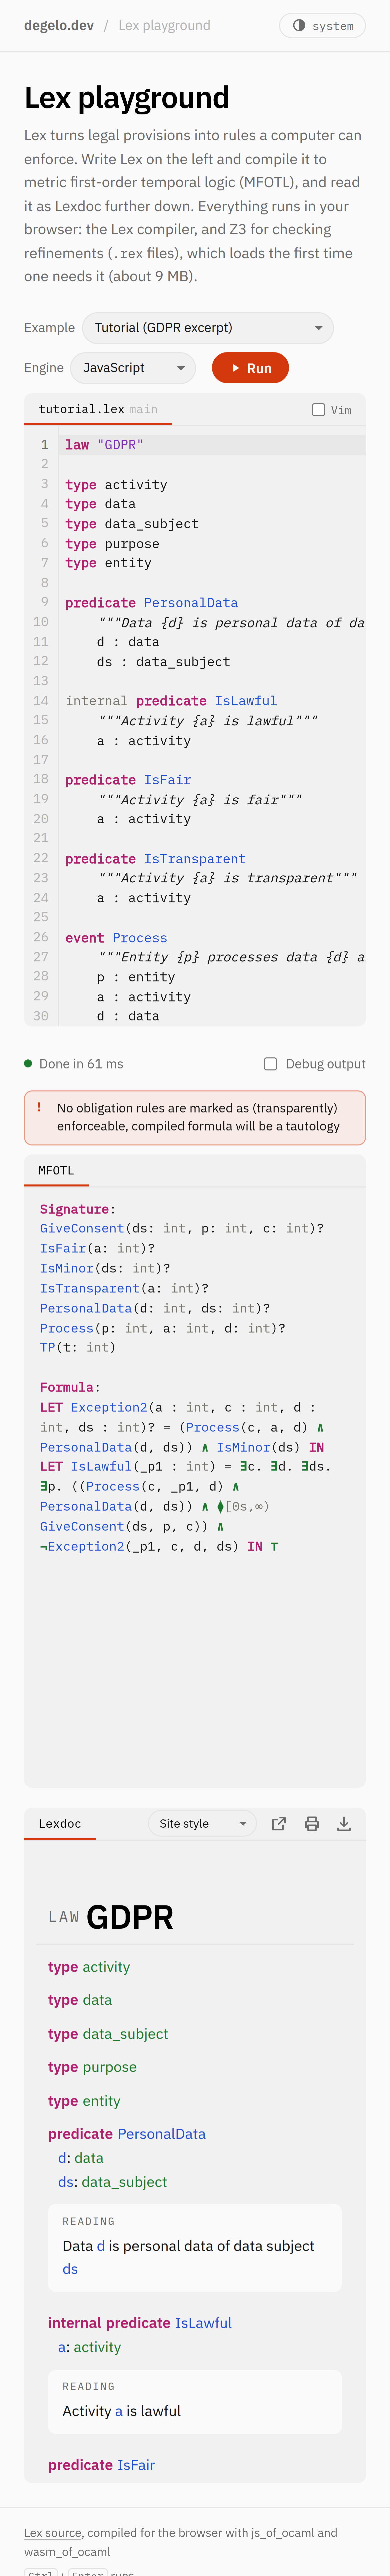 degelo.dev / Lex playground system
Lex playground
Lex turns legal provisions into rules a computer can
enforce. Write Lex on the left and compile it to
metric first-order temporal logic (MFOTL), and read
it as Lexdoc further down. Everything runs in your
browser: the Lex compiler, and Z3 for checking
refinements (.rex files), which loads the first time
one needs it (about 9 MB).
Example Tutorial (GDPR excerpt)
Engine JavaScript Run
tutorial.lex main Vim
1 law "GDPR"
2
3 type activity
4 type data
5 type data_subject
6 type purpose
7 type entity
8
9 predicate PersonalData
10 """Data {d} is personal data of da
11 d : data
12 ds : data_subject
13
14 internal predicate IsLawful
15 """Activity {a} is lawful"""
16 a : activity
17
18 predicate IsFair
19 """Activity {a} is fair"""
20 a : activity
21
22 predicate IsTransparent
23 """Activity {a} is transparent"""
24 a : activity
25
26 event Process
27 """Entity {p} processes data {d} a
28 p : entity
29 a : activity
30 d : data
Done in 61 ms Debug output
! No obligation rules are marked as (transparently)
enforceable, compiled formula will be a tautology
MFOTL
Signature:
GiveConsent(ds: int, p: int, c: int)?
IsFair(a: int)?
IsMinor(ds: int)?
IsTransparent(a: int)?
PersonalData(d: int, ds: int)?
Process(p: int, a: int, d: int)?
TP(t: int)
Formula:
LET Exception2(a : int, c : int, d :
int, ds : int)? = (Process(c, a, d) ∧
PersonalData(d, ds)) ∧ IsMinor(ds) IN
LET IsLawful(_p1 : int) = ∃c. ∃d. ∃ds.
∃p. ((Process(c, _p1, d) ∧
PersonalData(d, ds)) ∧ ⧫[0s,∞)
GiveConsent(ds, p, c)) ∧
¬Exception2(_p1, c, d, ds) IN ⊤
Lexdoc Site style
LAW GDPR
type activity
type data
type data_subject
type purpose
type entity
predicate PersonalData
d: data
ds: data_subject
READING
Data d is personal data of data subject
ds
internal predicate IsLawful
a: activity
READING
Activity a is lawful
predicate IsFair
Lex source, compiled for the browser with js_of_ocaml and
wasm_of_ocaml
Ctrl + Enter runs